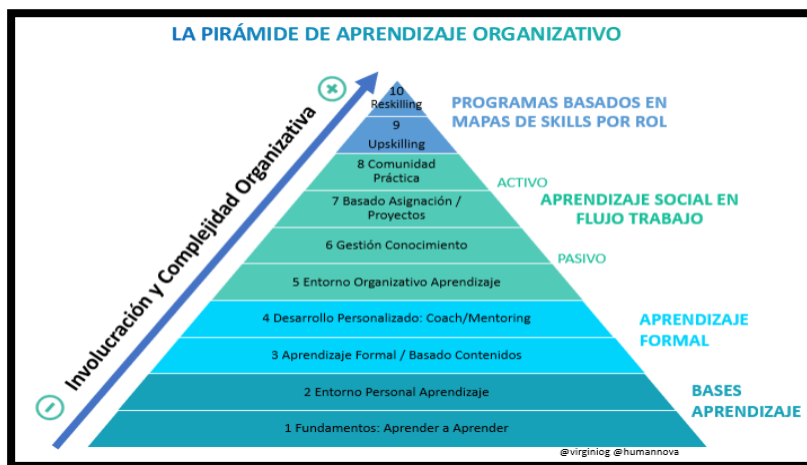 LA PIRÁMIDE DE APRENDIZAJE ORGANIZATIVO
Involucración y Complejidad Organizativa
10
Reskilling
9
Upskilling
PROGRAMAS BASADOS EN
MAPAS DE SKILLS POR ROL
8 Comunidad
Práctica
ACTIVO
7 Basado Asignación /
Proyectos
APRENDIZAJE SOCIAL EN
FLUJO TRABAJO
6 Gestión Conocimiento
PASIVO
5 Entorno Organizativo Aprendizaje
4 Desarrollo Personalizado: Coach/Mentoring
APRENDIZAJE
FORMAL
3 Aprendizaje Formal / Basado Contenidos
2 Entorno Personal Aprendizaje
BASES
APRENDIZAJE
1 Fundamentos: Aprender a Aprender
@virginiog @humannova